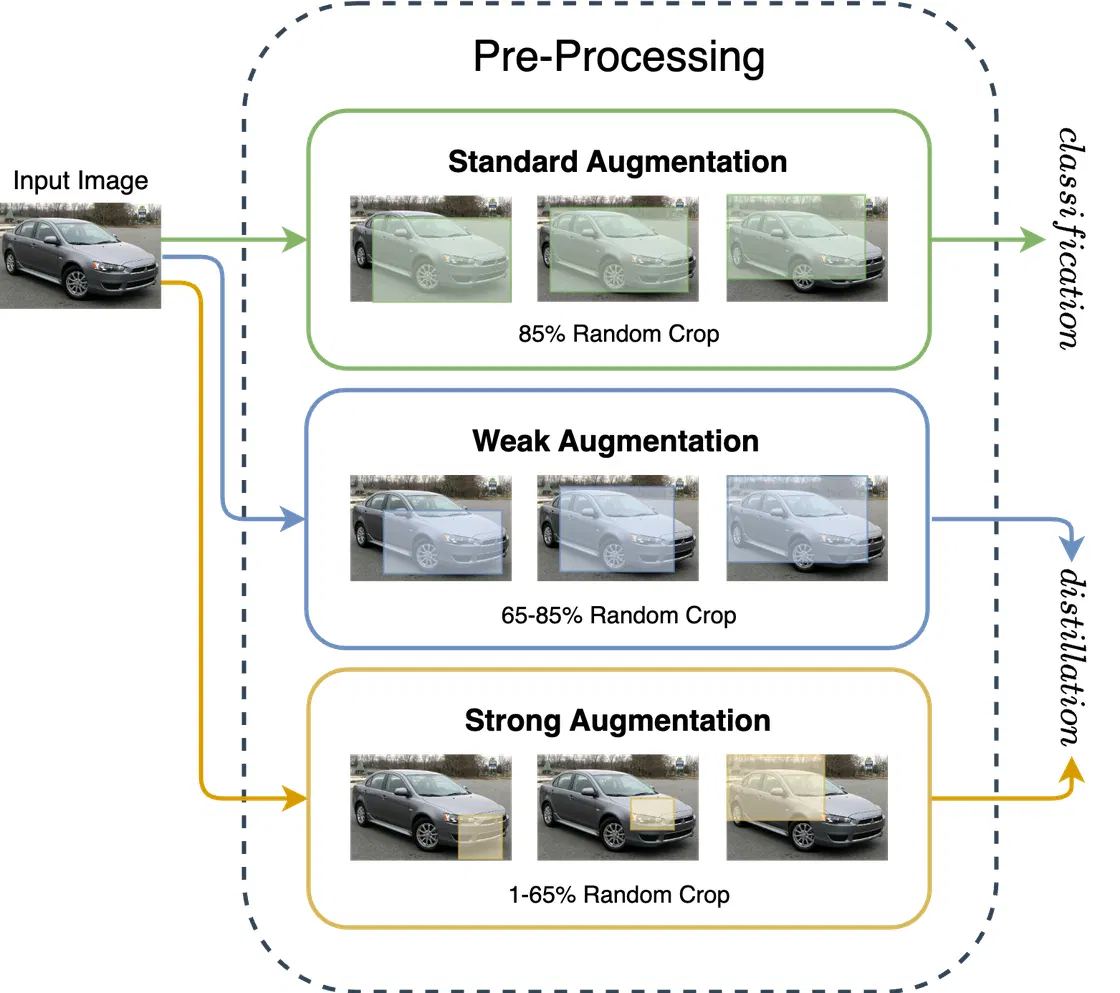 Pre-Processing
Input Image
Standard Augmentation
85% Random Crop
classification
Weak Augmentation
65-85% Random Crop
distillation
Strong Augmentation
1-65% Random Crop